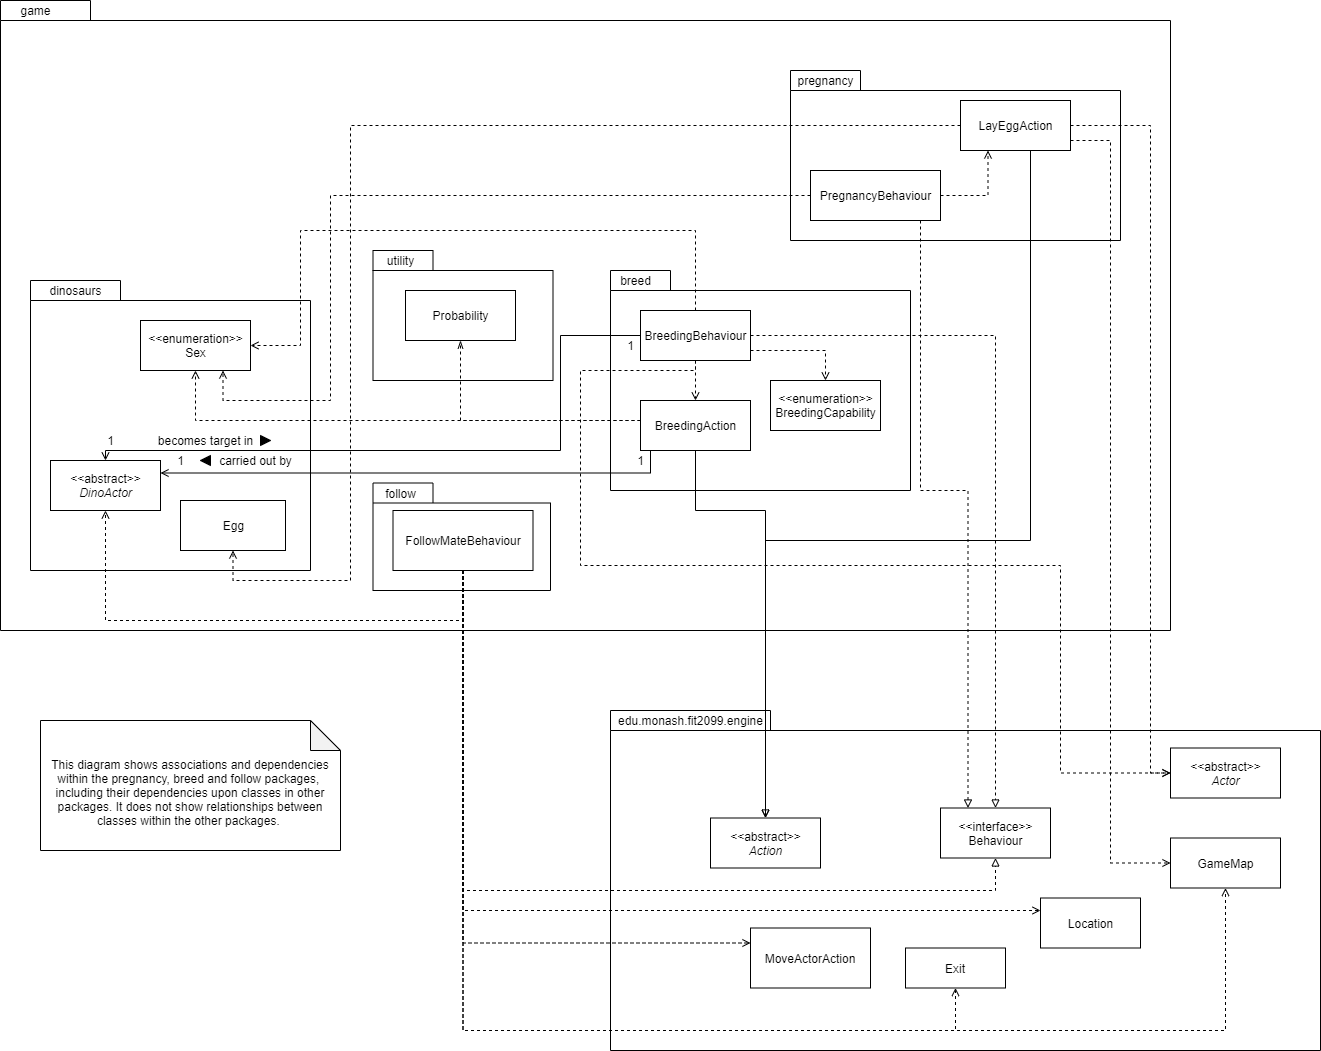 game
pregnancy
LayEggAction
PregnancyBehaviour
utility
Probability
breed
BreedingBehaviour
1
<<enumeration>>
BreedingCapability
BreedingAction
1
dinosaurs
<<enumeration>>
Sex
1 becomes target in ►
1 ◄ carried out by
<<abstract>>
DinoActor
Egg
follow
FollowMateBehaviour
This diagram shows associations and dependencies
within the pregnancy, breed and follow packages,
including their dependencies upon classes in other
packages. It does not show relationships between
classes within the other packages.
edu.monash.fit2099.engine
<<abstract>>
Actor
<<abstract>>
Action
<<interface>>
Behaviour
GameMap
Location
MoveActorAction
Exit